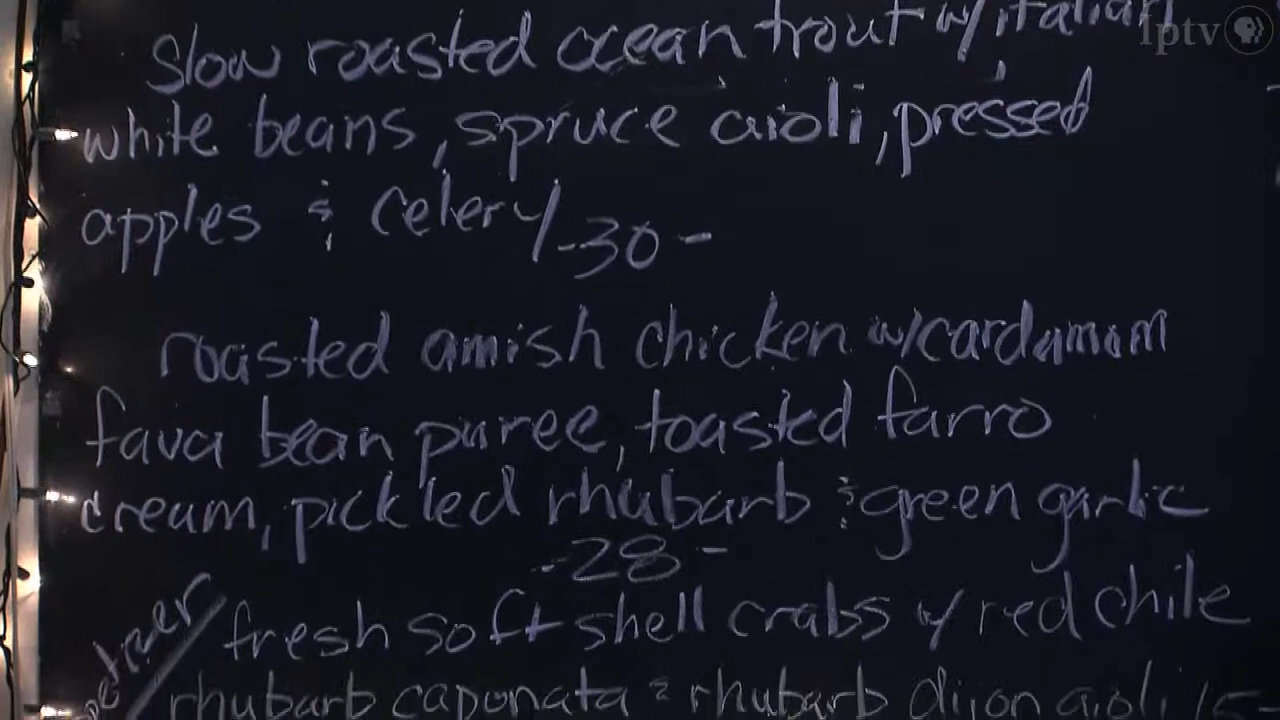 slow roasted ocean trout w/ italian
white beans, spruce aioli, pressed
apples & celery -30-
roasted amish chicken w/cardamom
fava bean puree, toasted farro
cream, pickled rhubarb & green garlic
-28-
fresh soft shell crabs w/ red chile
rhubarb caponata & rhubarb dijon aioli 15-
iptv